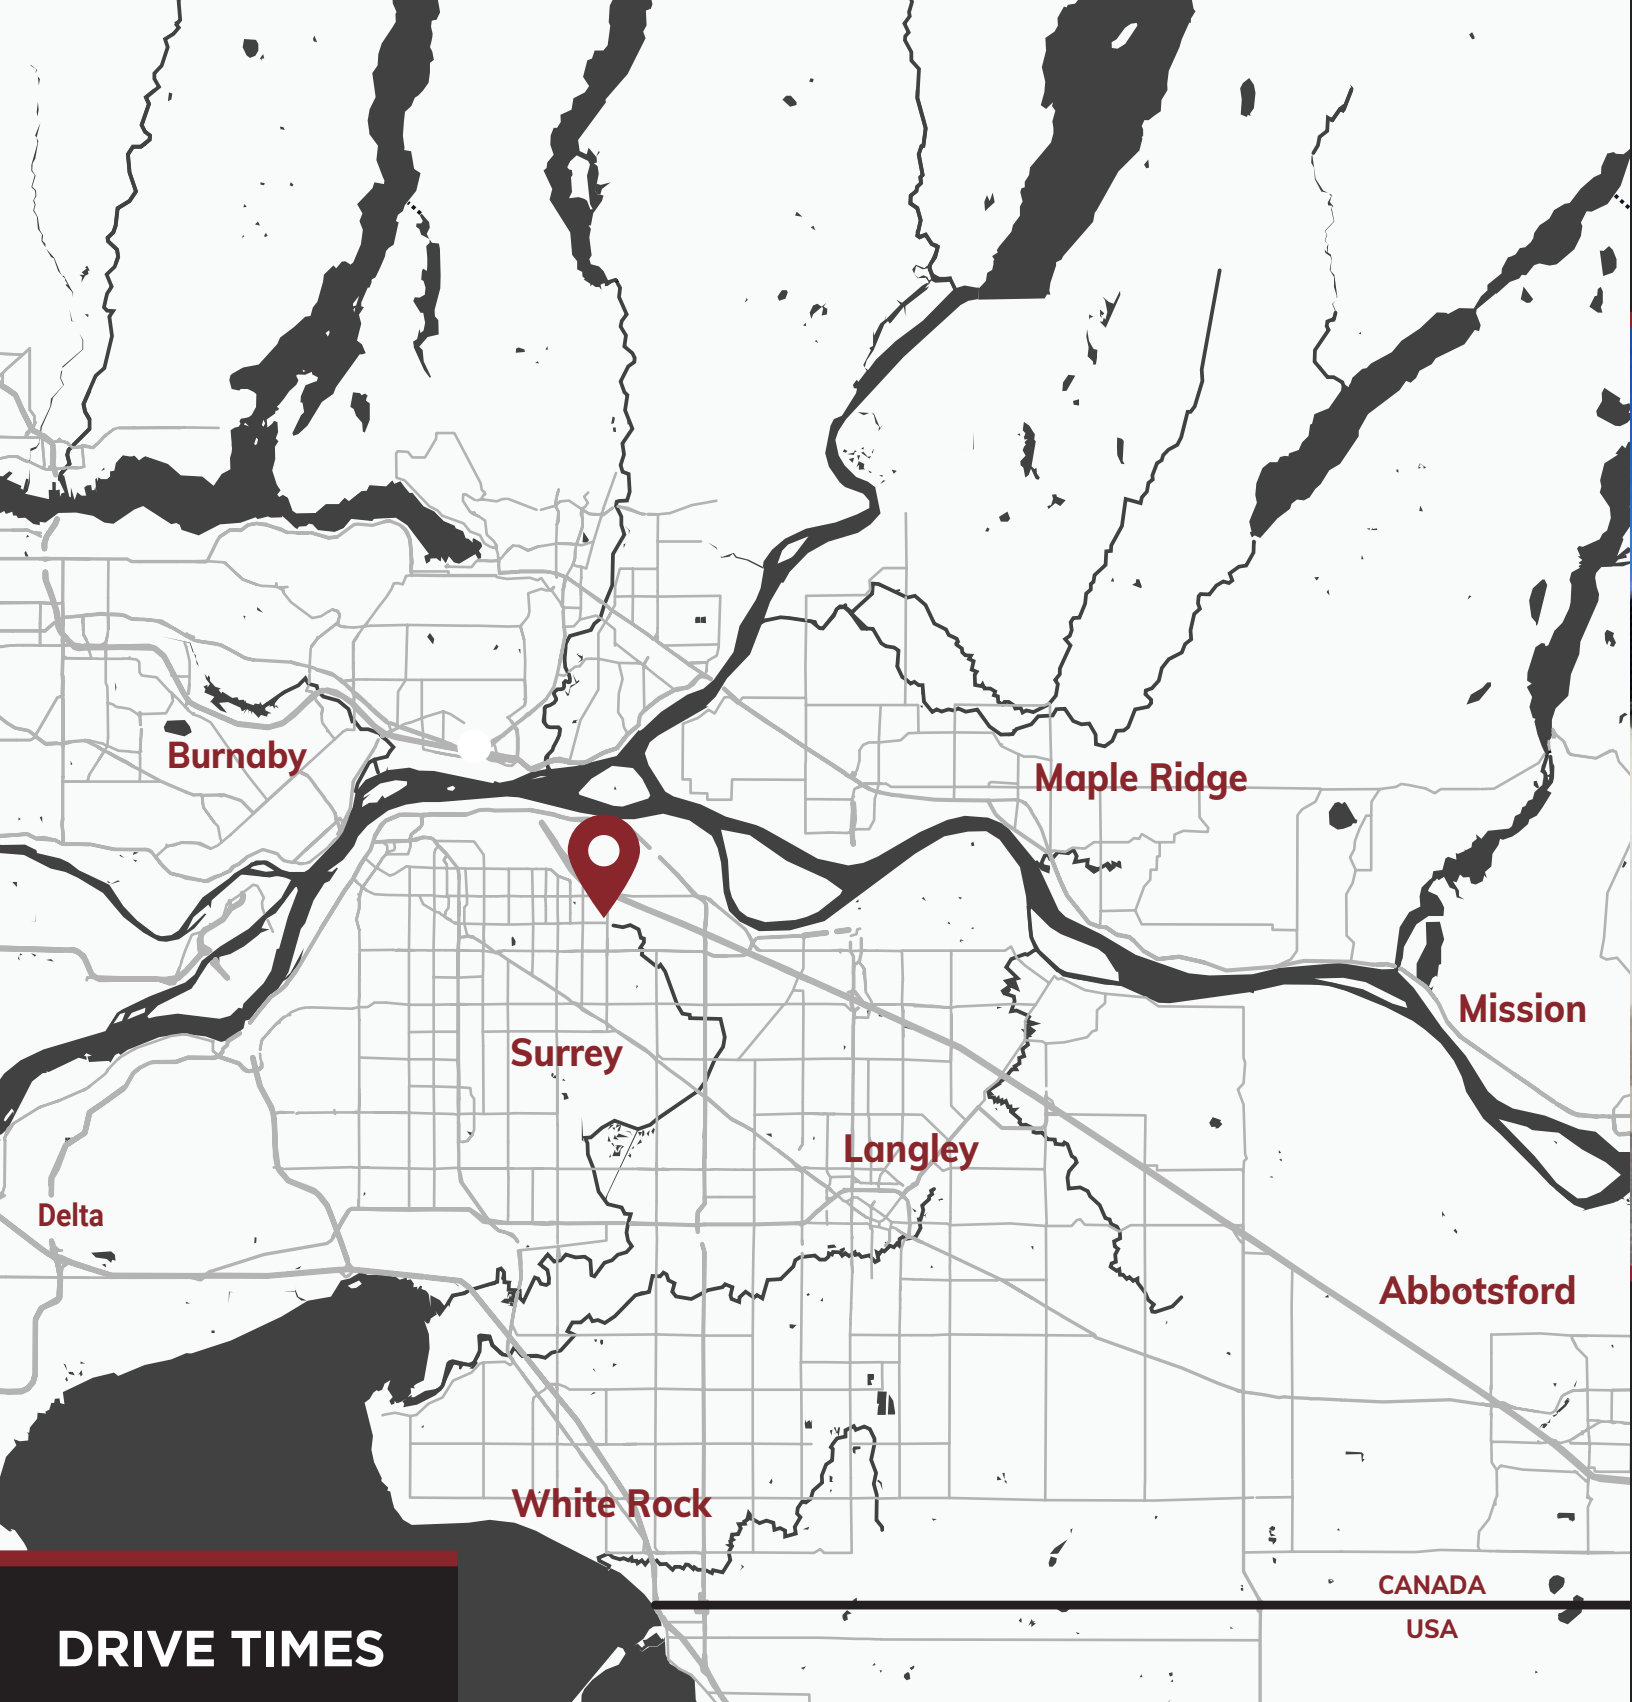 Burnaby
Maple Ridge
Mission
Surrey
Langley
Delta
Abbotsford
White Rock
CANADA
USA
DRIVE TIMES